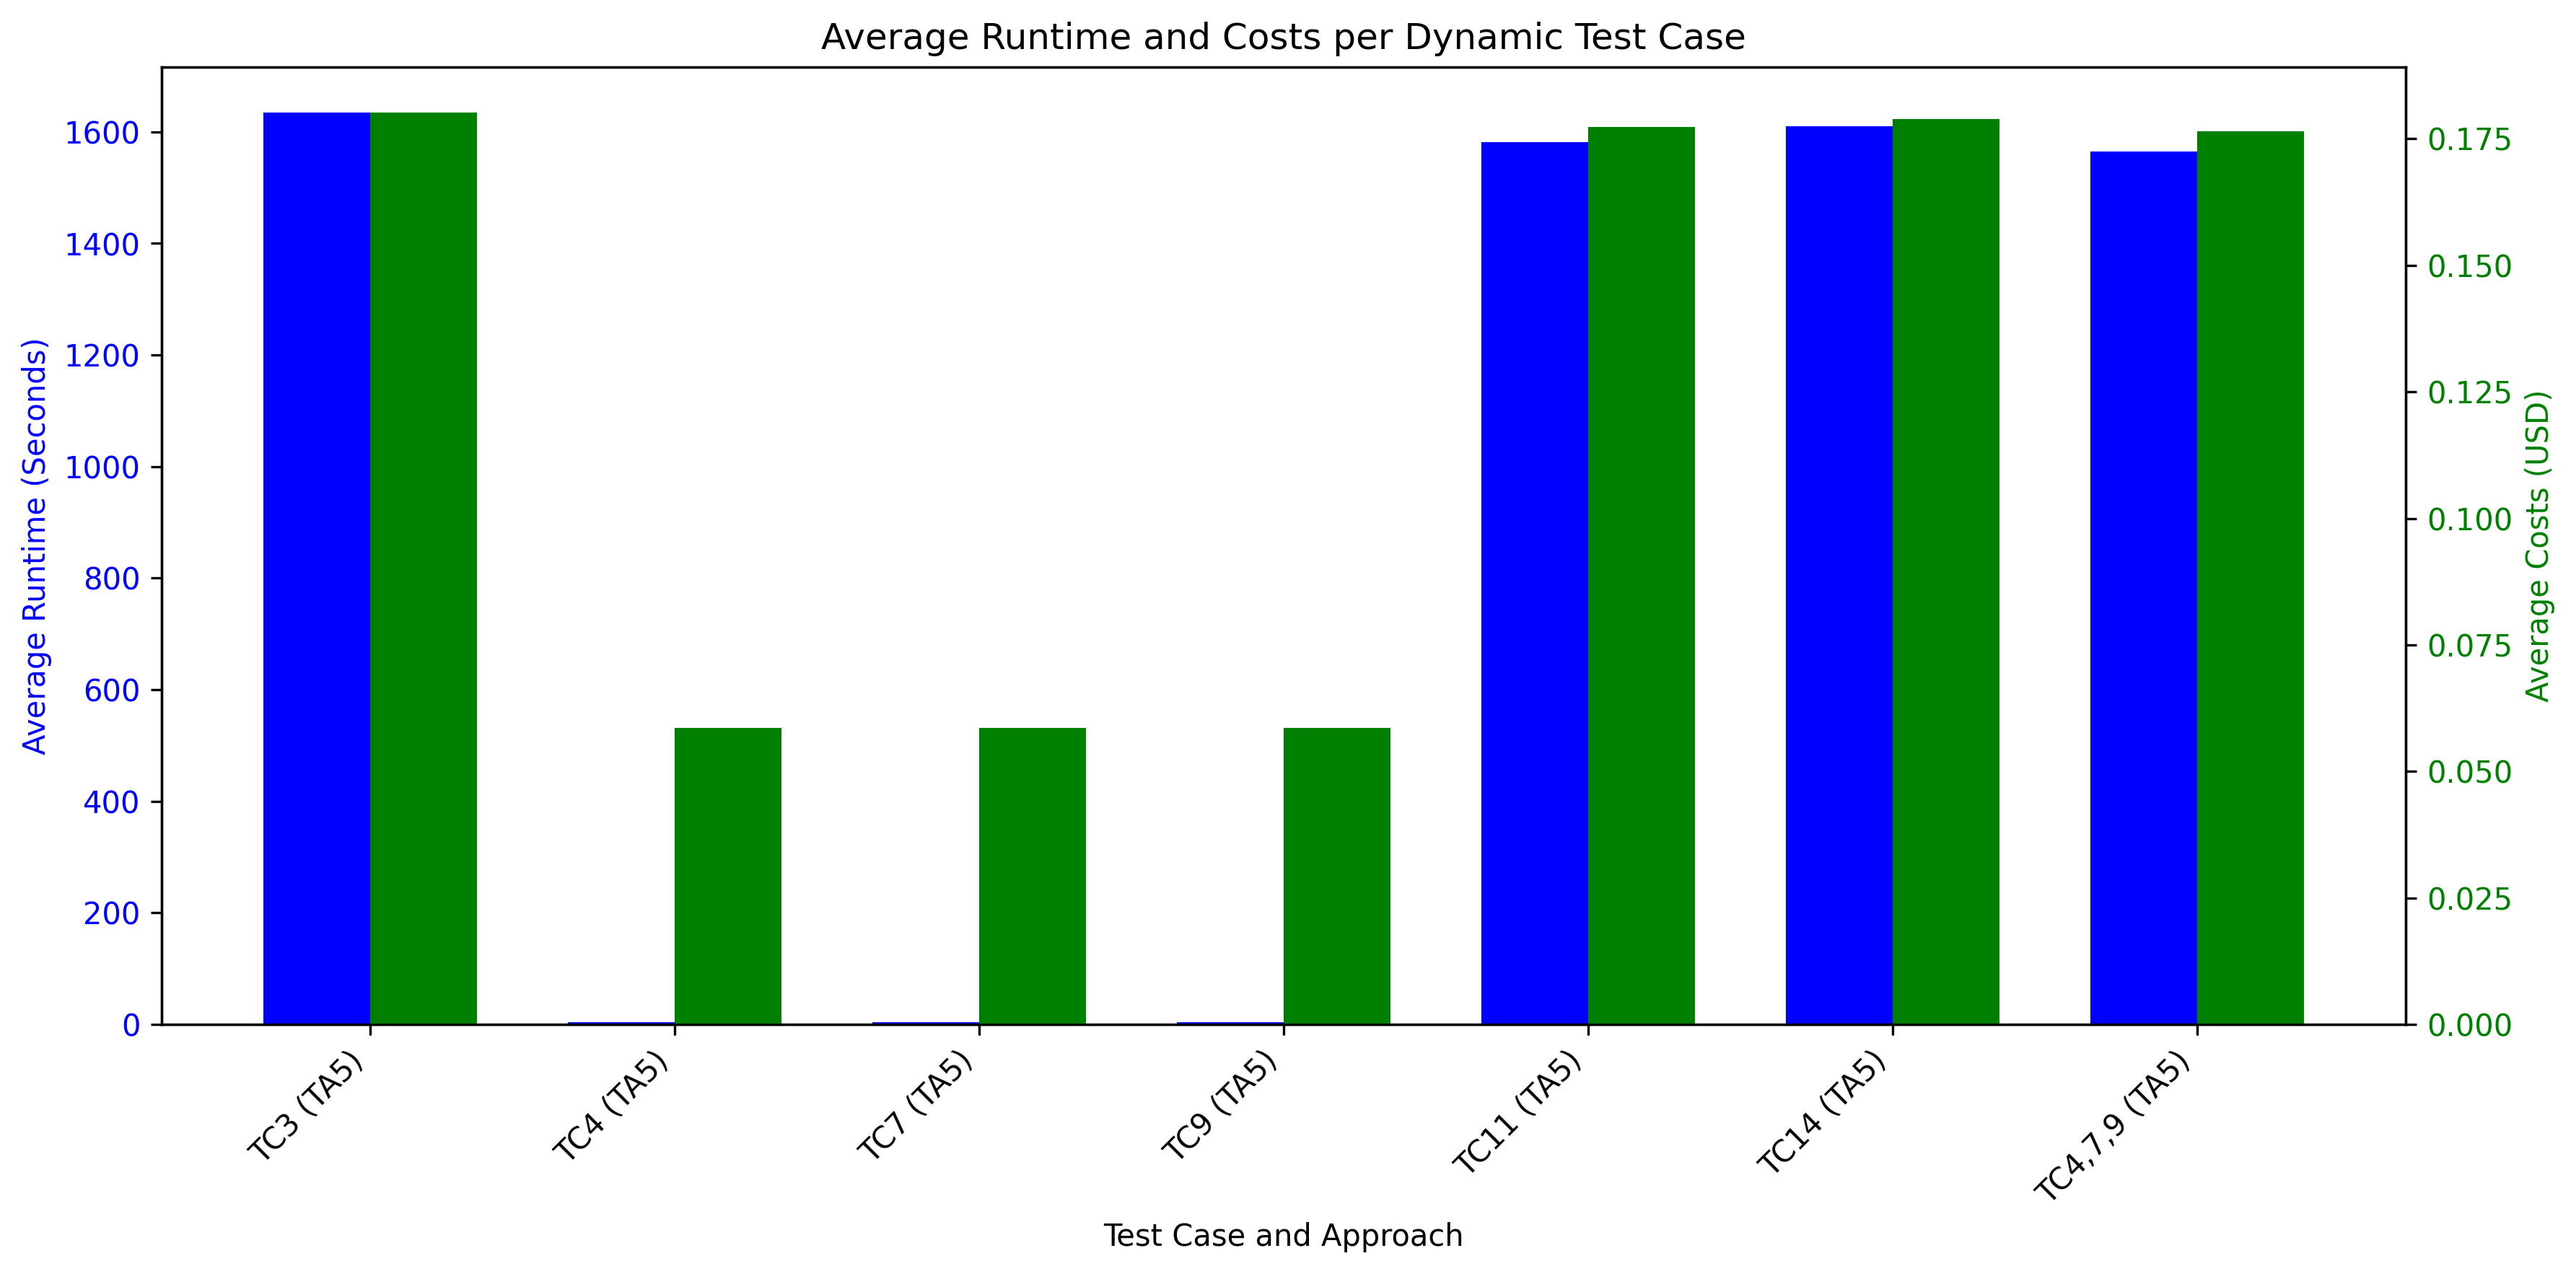 Average Runtime and Costs per Dynamic Test Case
Average Runtime (Seconds)
1600
1400
1200
1000
800
600
400
200
0
0.175
0.150
0.125
0.100
0.075
0.050
0.025
0.000
Average Costs (USD)
TC3 (TA5)
TC4 (TA5)
TC7 (TA5)
TC9 (TA5)
TC11 (TA5)
TC14 (TA5)
TC4,7,9 (TA5)
Test Case and Approach